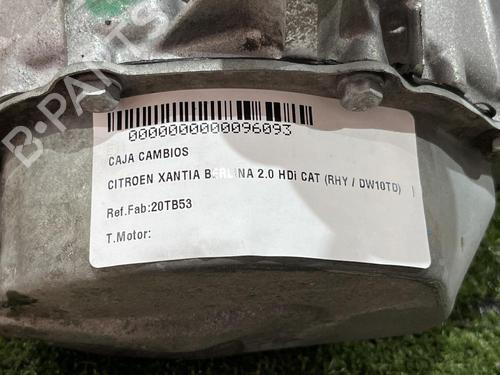 B-PARTS
0000000000096093
CAJA CAMBIOS
CITROEN XANTIA BERLINA 2.0 HDi CAT (RHY / DW10TD)
Ref.Fab:20TB53
T.Motor: